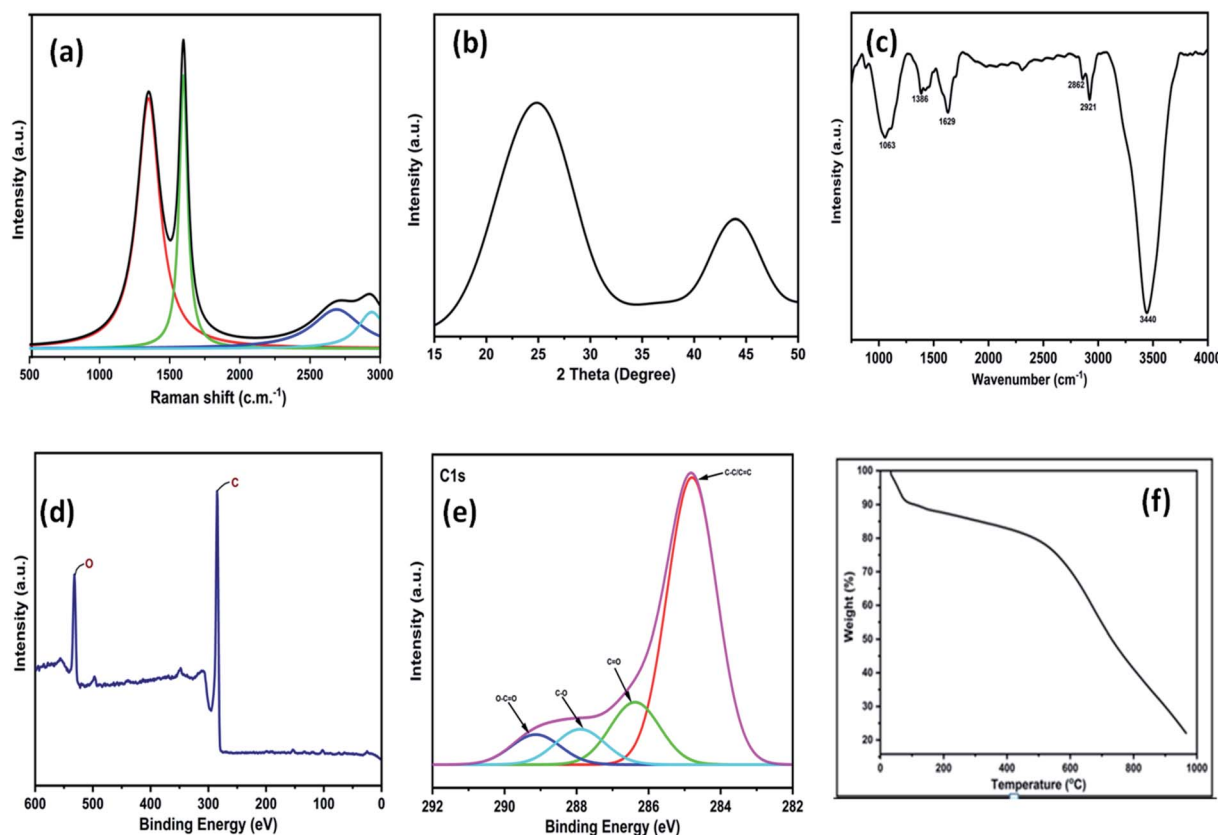 (a)
Intensity (a.u.)
500 1000 1500 2000 2500 3000
Raman shift (c.m.-1)
(b)
Intensity (a.u.)
15 20 25 30 35 40 45 50
2 Theta (Degree)
(c)
Intensity (a.u.)
1063
1386
1629
2862
2921
3440
1000 1500 2000 2500 3000 3500 4000
Wavenumber (cm-1)
(d)
Intensity (a.u.)
O
C
600 500 400 300 200 100 0
Binding Energy (eV)
C1s
(e)
Intensity (a.u.)
C-C/C=C
C=O
C-O
O-C=O
292 290 288 286 284 282
Binding Energy (eV)
(f)
Weight (%)
100
90
80
70
60
50
40
30
20
0 200 400 600 800 1000
Temperature (°C)